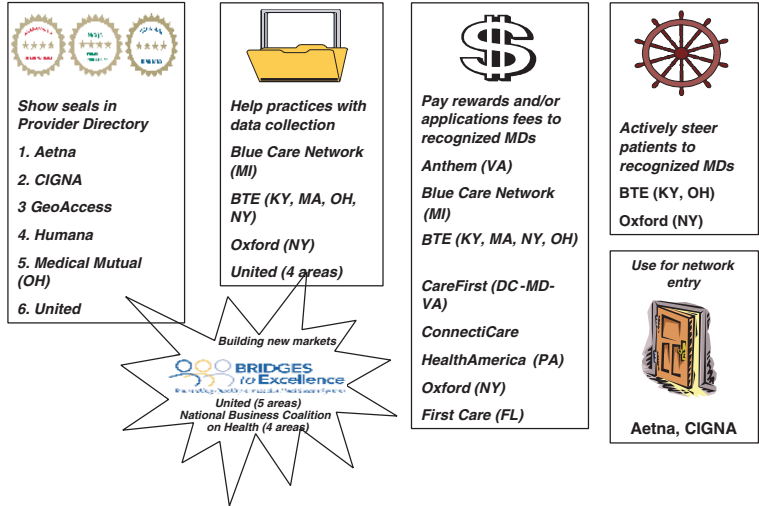 Show seals in
Provider Directory
1. Aetna
2. CIGNA
3 GeoAccess
4. Humana
5. Medical Mutual
(OH)
6. United
Help practices with
data collection
Blue Care Network
(MI)
BTE (KY, MA, OH,
NY)
Oxford (NY)
United (4 areas)
Pay rewards and/or
applications fees to
recognized MDs
Anthem (VA)
Blue Care Network
(MI)
BTE (KY, MA, NY, OH)
CareFirst (DC-MD-
VA)
ConnectiCare
HealthAmerica (PA)
Oxford (NY)
First Care (FL)
Actively steer
patients to
recognized MDs
BTE (KY, OH)
Oxford (NY)
Use for network
entry
Aetna, CIGNA
Building new markets
BRIDGES
to Excellence
United (5 areas)
National Business Coalition
on Health (4 areas)